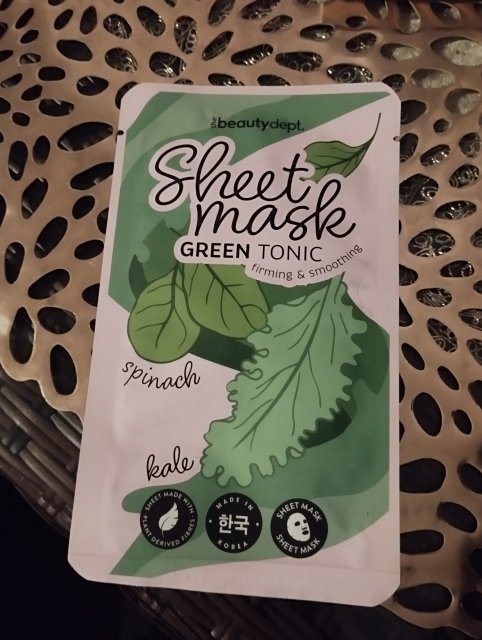 the beautydept.
Sheet
mask
GREEN TONIC
firming & smoothing
spinach
kale
SHEET MADE WITH
PLANT DERIVED FIBRES
MADE IN
한국
KOREA
SHEET MASK
SHEET MASK